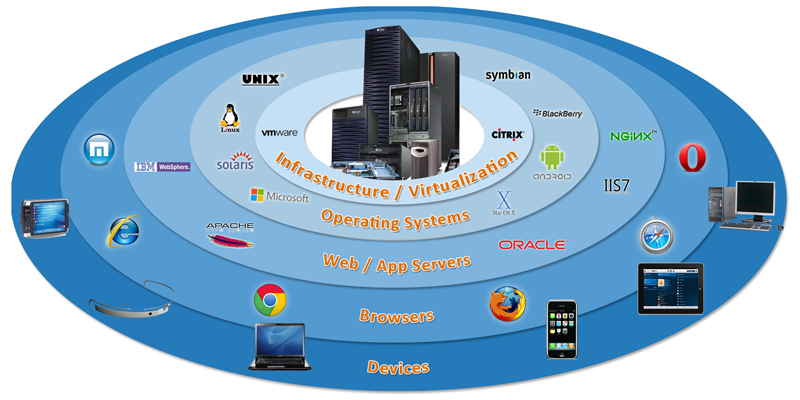 UNIX®
symbian
Linux
vmware
BlackBerry
CITRIX®
NGINX™
Infrastructure / Virtualization
IBM WebSphere.
solaris
ANDROID
IIS7
Microsoft
X
Mac OS X
Operating Systems
APACHE
ORACLE®
Web / App Servers
Browsers
Devices